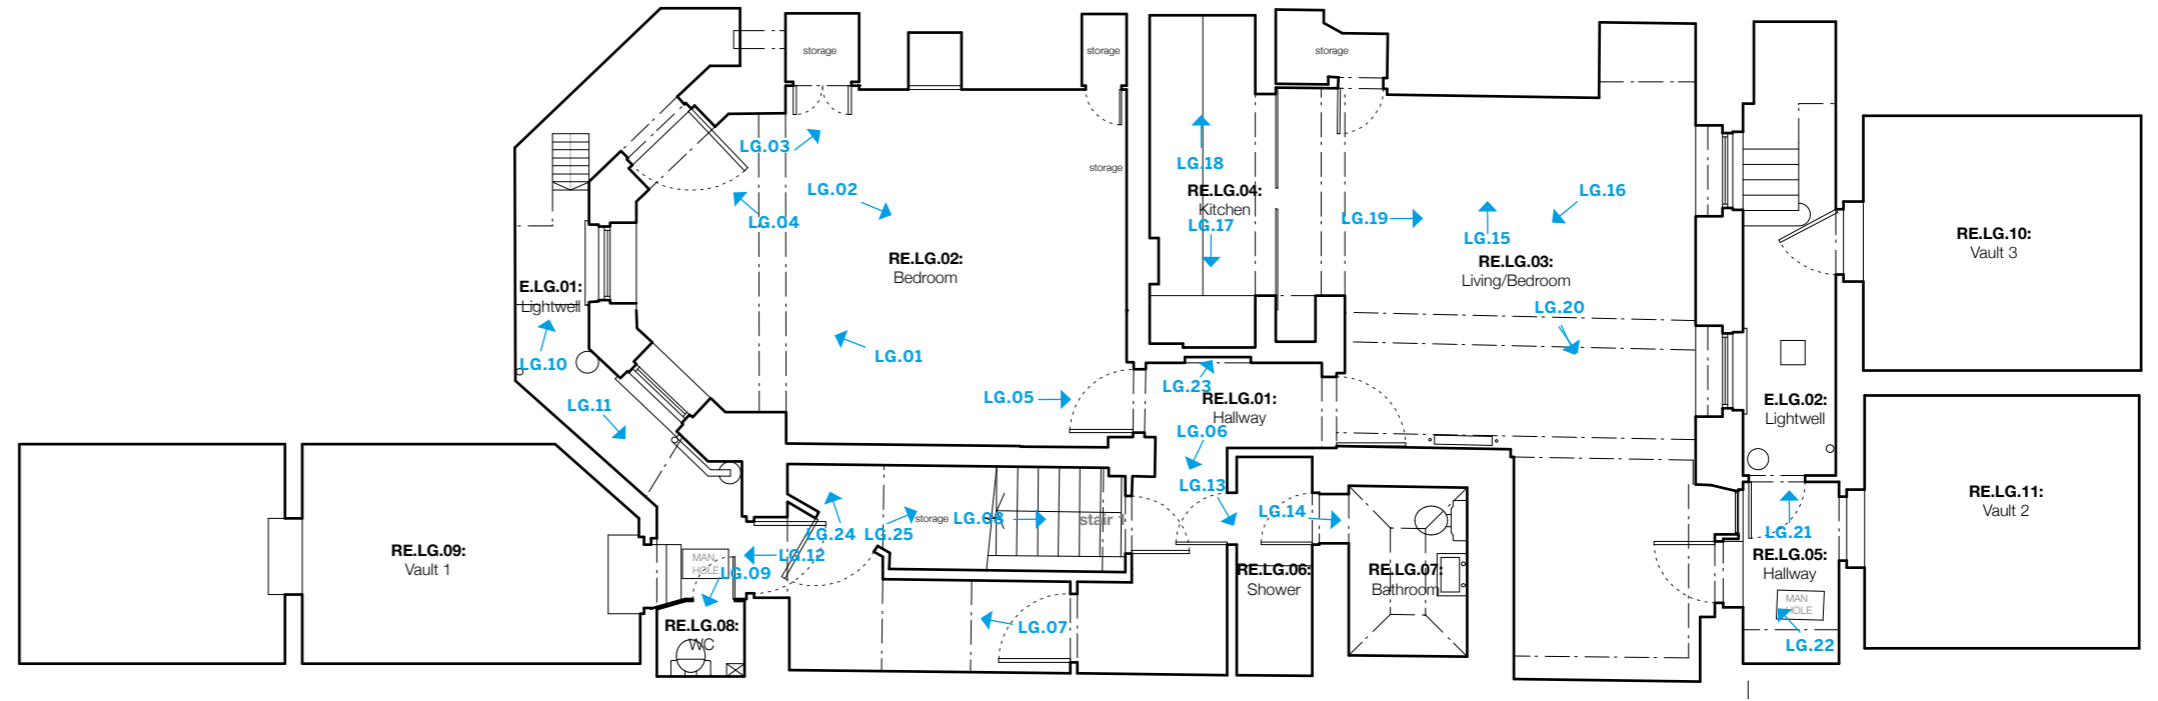 storage
storage
storage
LG.03
LG.18
storage
LG.02
RE.LG.04:
Kitchen
LG.16
LG.04
LG.17
LG.19
LG.15
RE.LG.10:
Vault 3
RE.LG.02:
Bedroom
RE.LG.03:
Living/Bedroom
E.LG.01:
Lightwell
LG.20
LG.10
LG.01
LG.23
LG.05
RE.LG.01:
Hallway
E.LG.02:
Lightwell
LG.11
LG.06
LG.13
RE.LG.11:
Vault 2
LG.14
storage
LG.08
stair 1
LG.24
LG.25
LG.21
RE.LG.09:
Vault 1
MAN
HOLE
LG.12
LG.09
RE.LG.06:
Shower
RE.LG.07:
Bathroom
RE.LG.05:
Hallway
MAN
HOLE
RE.LG.08:
WC
LG.07
LG.22